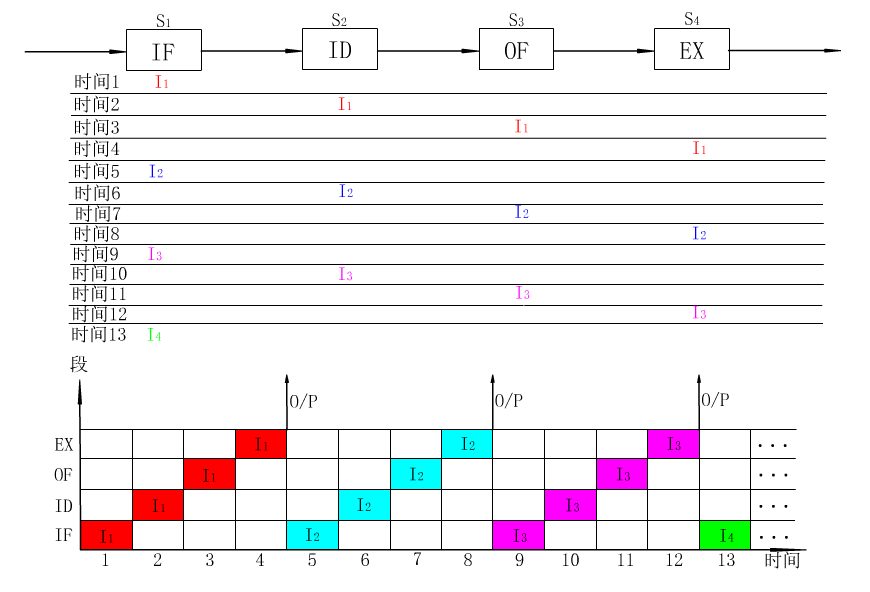 S1 S2 S3 S4
IF ID OF EX
时间1 I1
时间2 I1
时间3 I1
时间4 I1
时间5 I2
时间6 I2
时间7 I2
时间8 I2
时间9 I3
时间10 I3
时间11 I3
时间12 I3
时间13 I4
段
O/P O/P O/P
EX I1 I2 I3 ···
OF I1 I2 I3 ···
ID I1 I2 I3 ···
IF I1 I2 I3 I4 ···
1 2 3 4 5 6 7 8 9 10 11 12 13 时间